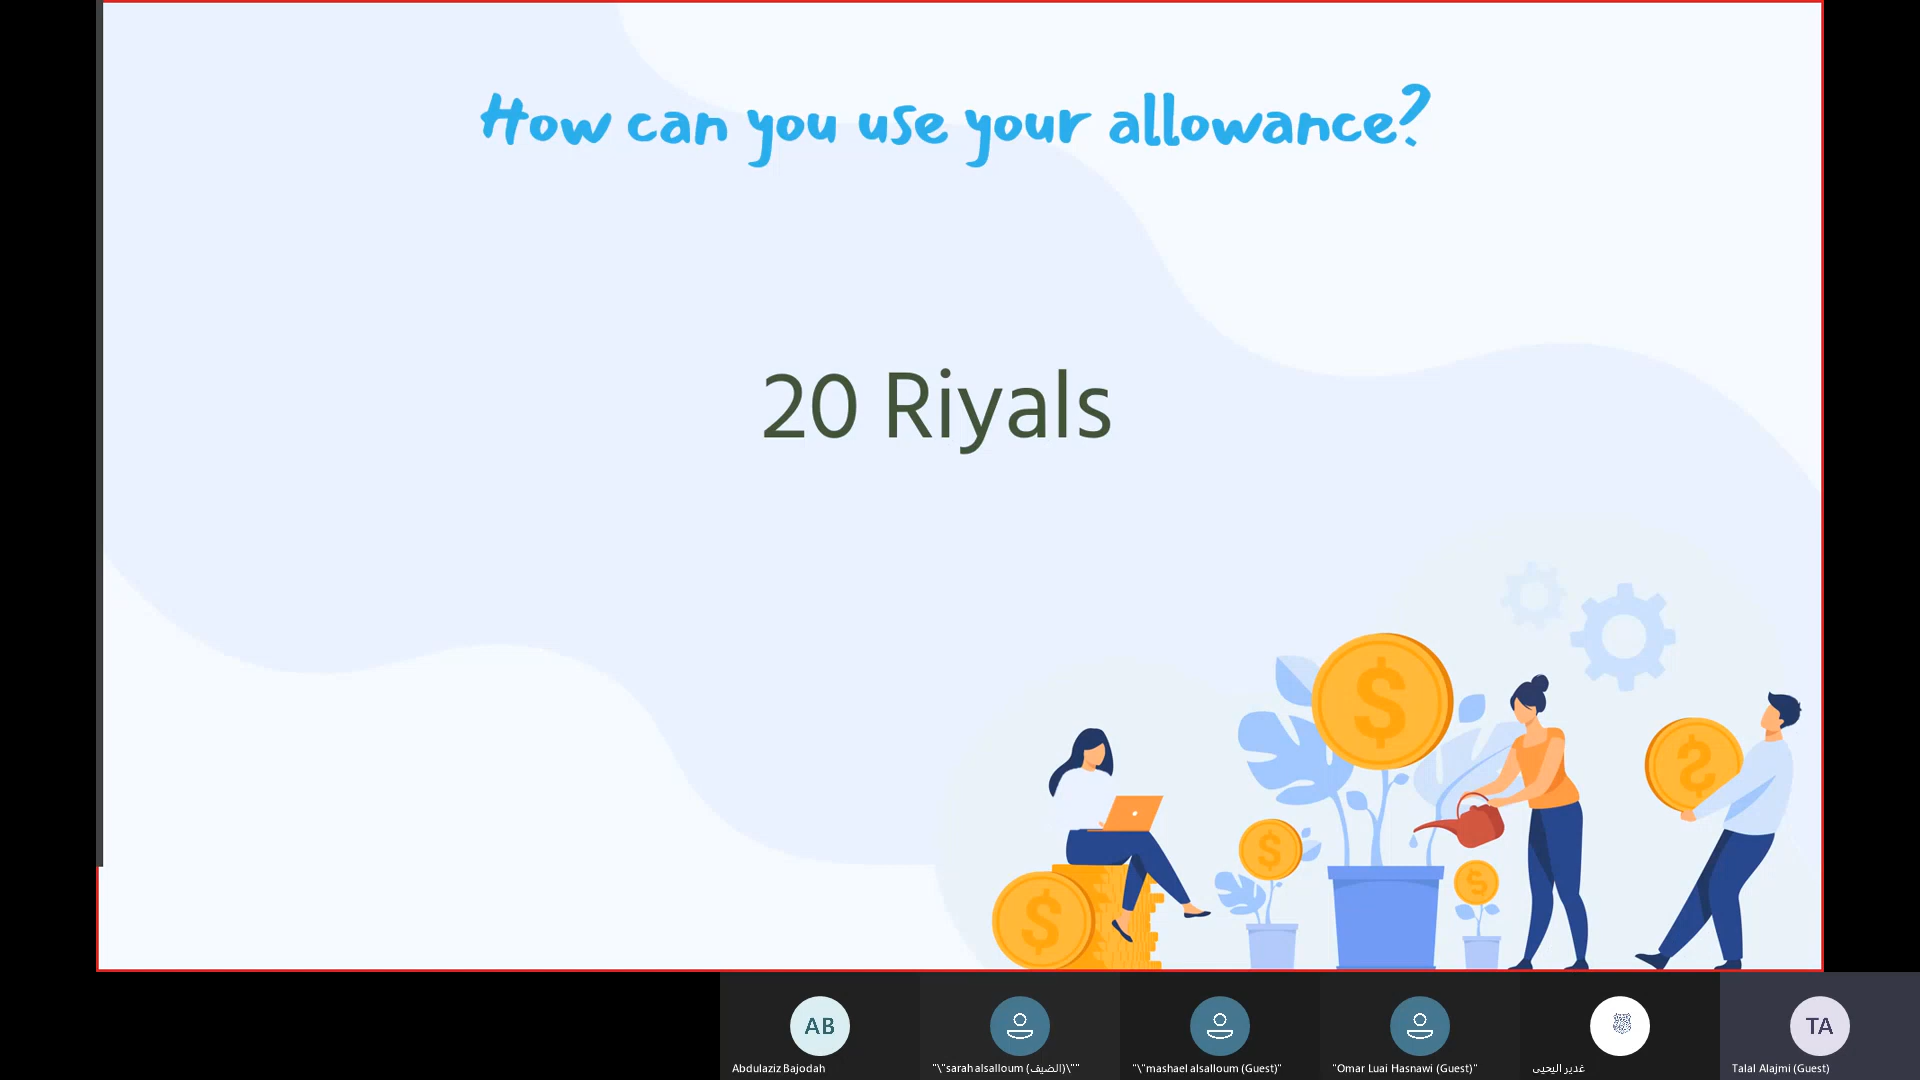 How can you use your allowance?
20 Riyals
$
$
$
$
$
AB
TA
Abdulaziz Bajodah
"\"sarah alsalloum (الضيف)\""
"\"mashael alsalloum (Guest)"
"Omar Luai Hasnawi (Guest)"
غدير اليحيى
Talal Alajmi (Guest)